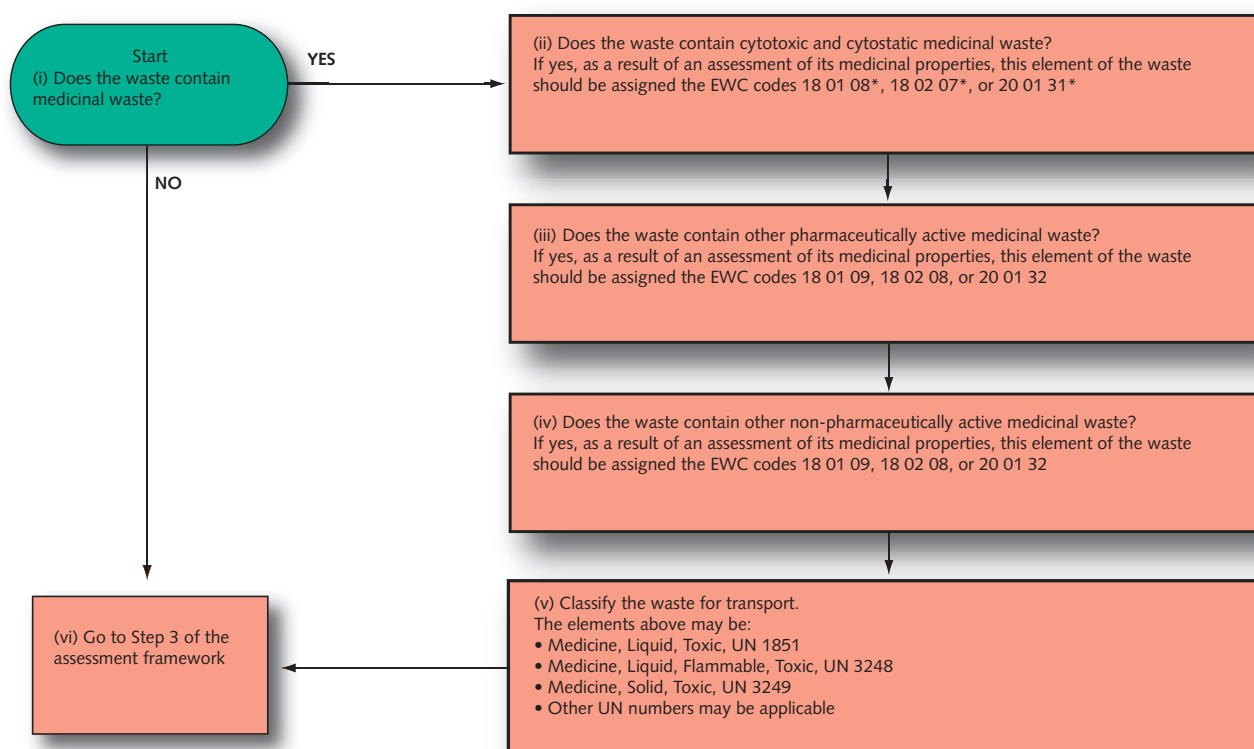 Start
(i) Does the waste contain
medicinal waste?
YES
NO
(ii) Does the waste contain cytotoxic and cytostatic medicinal waste?
If yes, as a result of an assessment of its medicinal properties, this element of the waste
should be assigned the EWC codes 18 01 08*, 18 02 07*, or 20 01 31*
(iii) Does the waste contain other pharmaceutically active medicinal waste?
If yes, as a result of an assessment of its medicinal properties, this element of the waste
should be assigned the EWC codes 18 01 09, 18 02 08, or 20 01 32
(iv) Does the waste contain other non-pharmaceutically active medicinal waste?
If yes, as a result of an assessment of its medicinal properties, this element of the waste
should be assigned the EWC codes 18 01 09, 18 02 08, or 20 01 32
(v) Classify the waste for transport.
The elements above may be:
• Medicine, Liquid, Toxic, UN 1851
• Medicine, Liquid, Flammable, Toxic, UN 3248
• Medicine, Solid, Toxic, UN 3249
• Other UN numbers may be applicable
(vi) Go to Step 3 of the
assessment framework